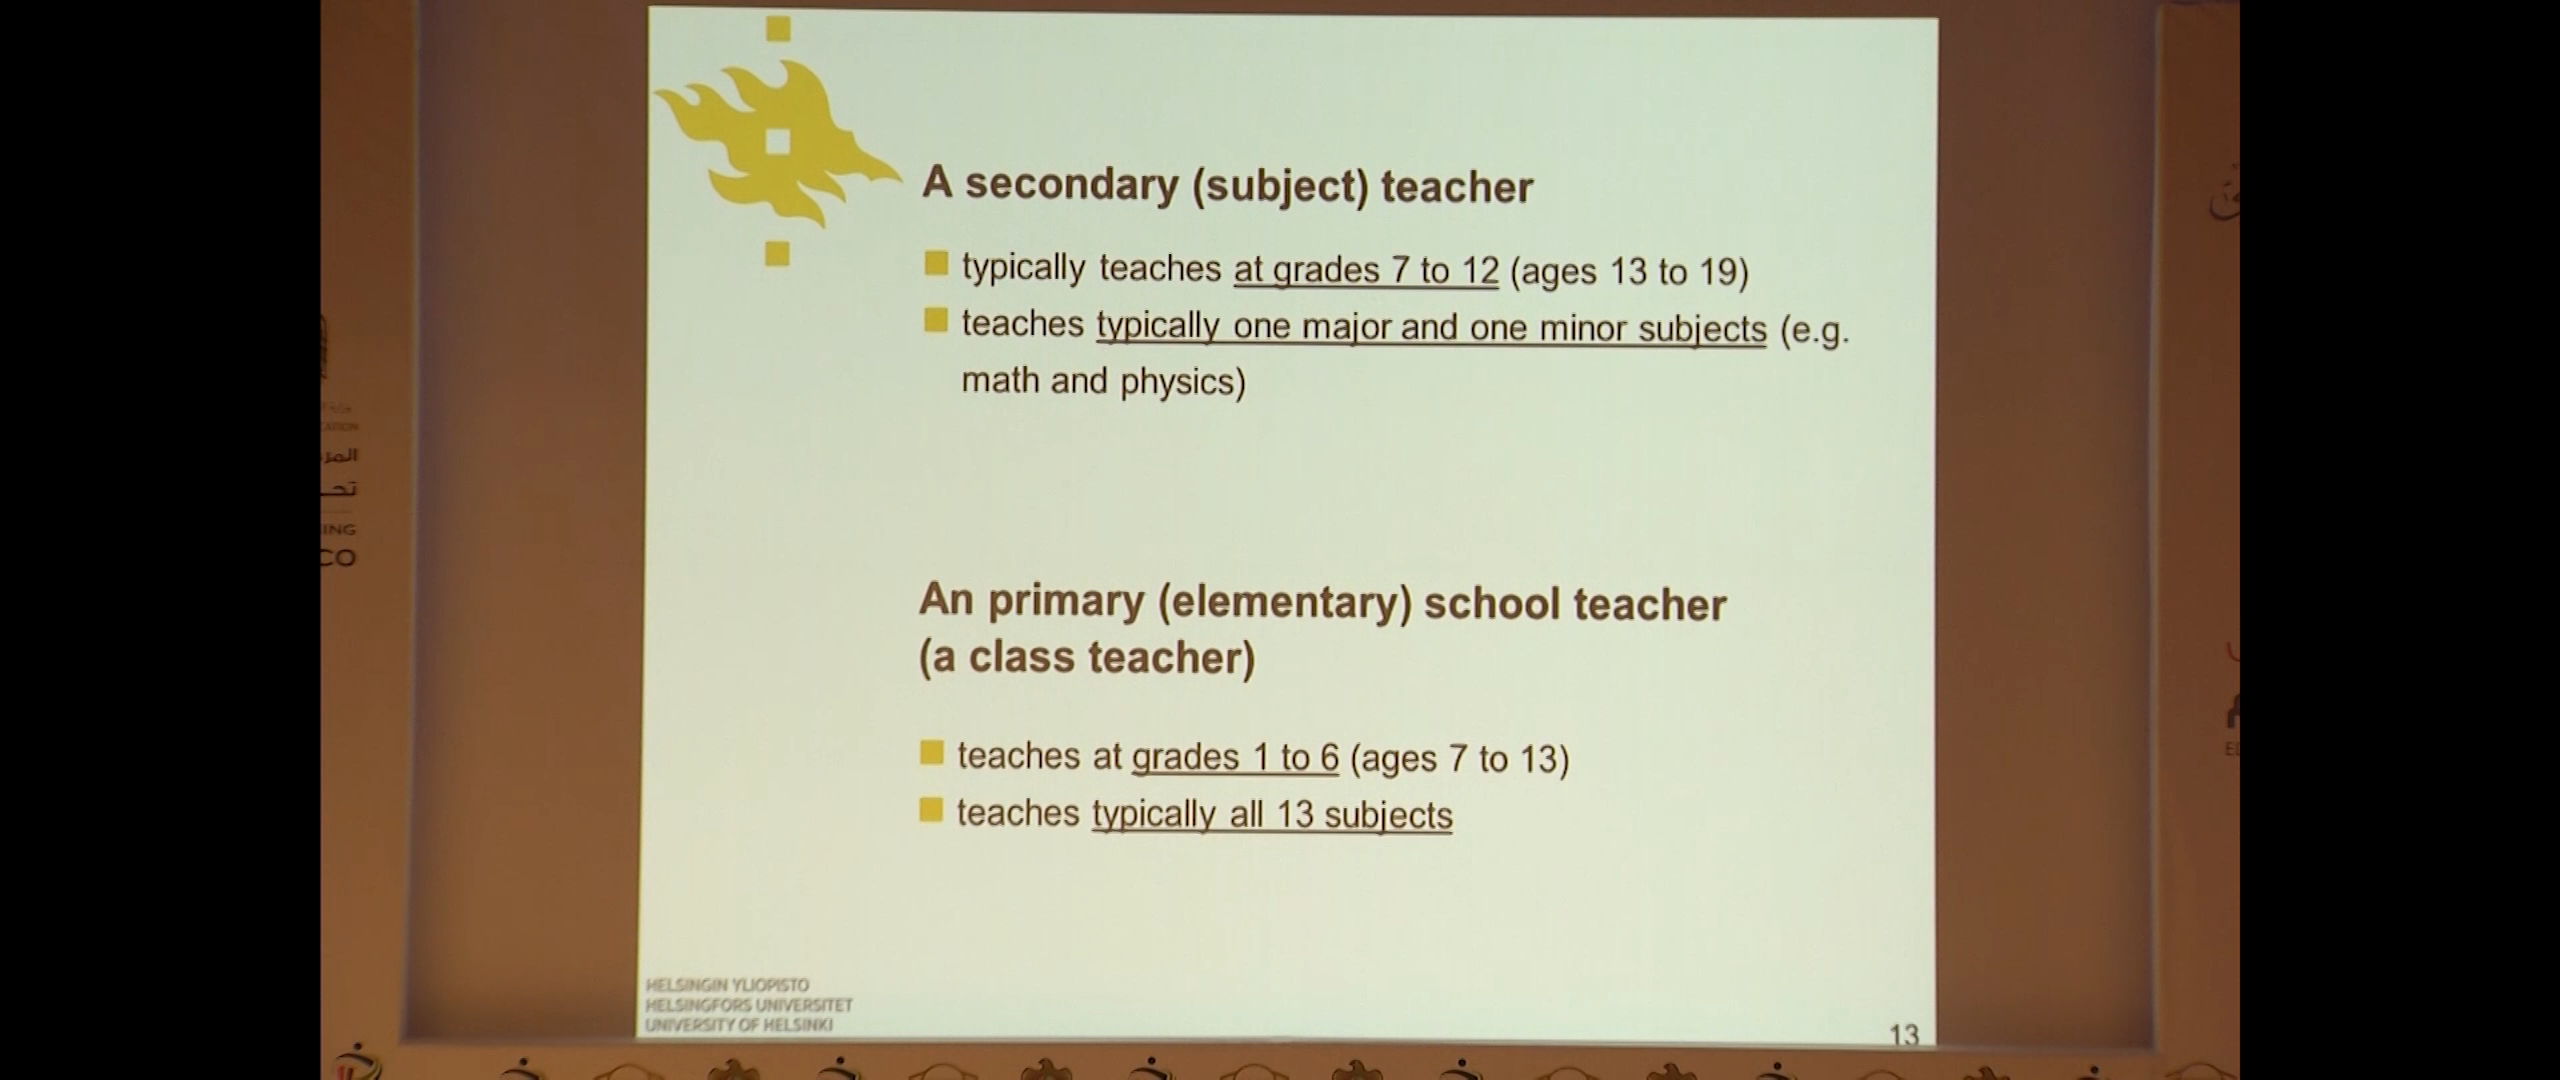 A secondary (subject) teacher
typically teaches at grades 7 to 12 (ages 13 to 19)
teaches typically one major and one minor subjects (e.g.
math and physics)
An primary (elementary) school teacher
(a class teacher)
teaches at grades 1 to 6 (ages 7 to 13)
teaches typically all 13 subjects
HELSINGIN YLIOPISTO
HELSINGFORS UNIVERSITET
UNIVERSITY OF HELSINKI
13